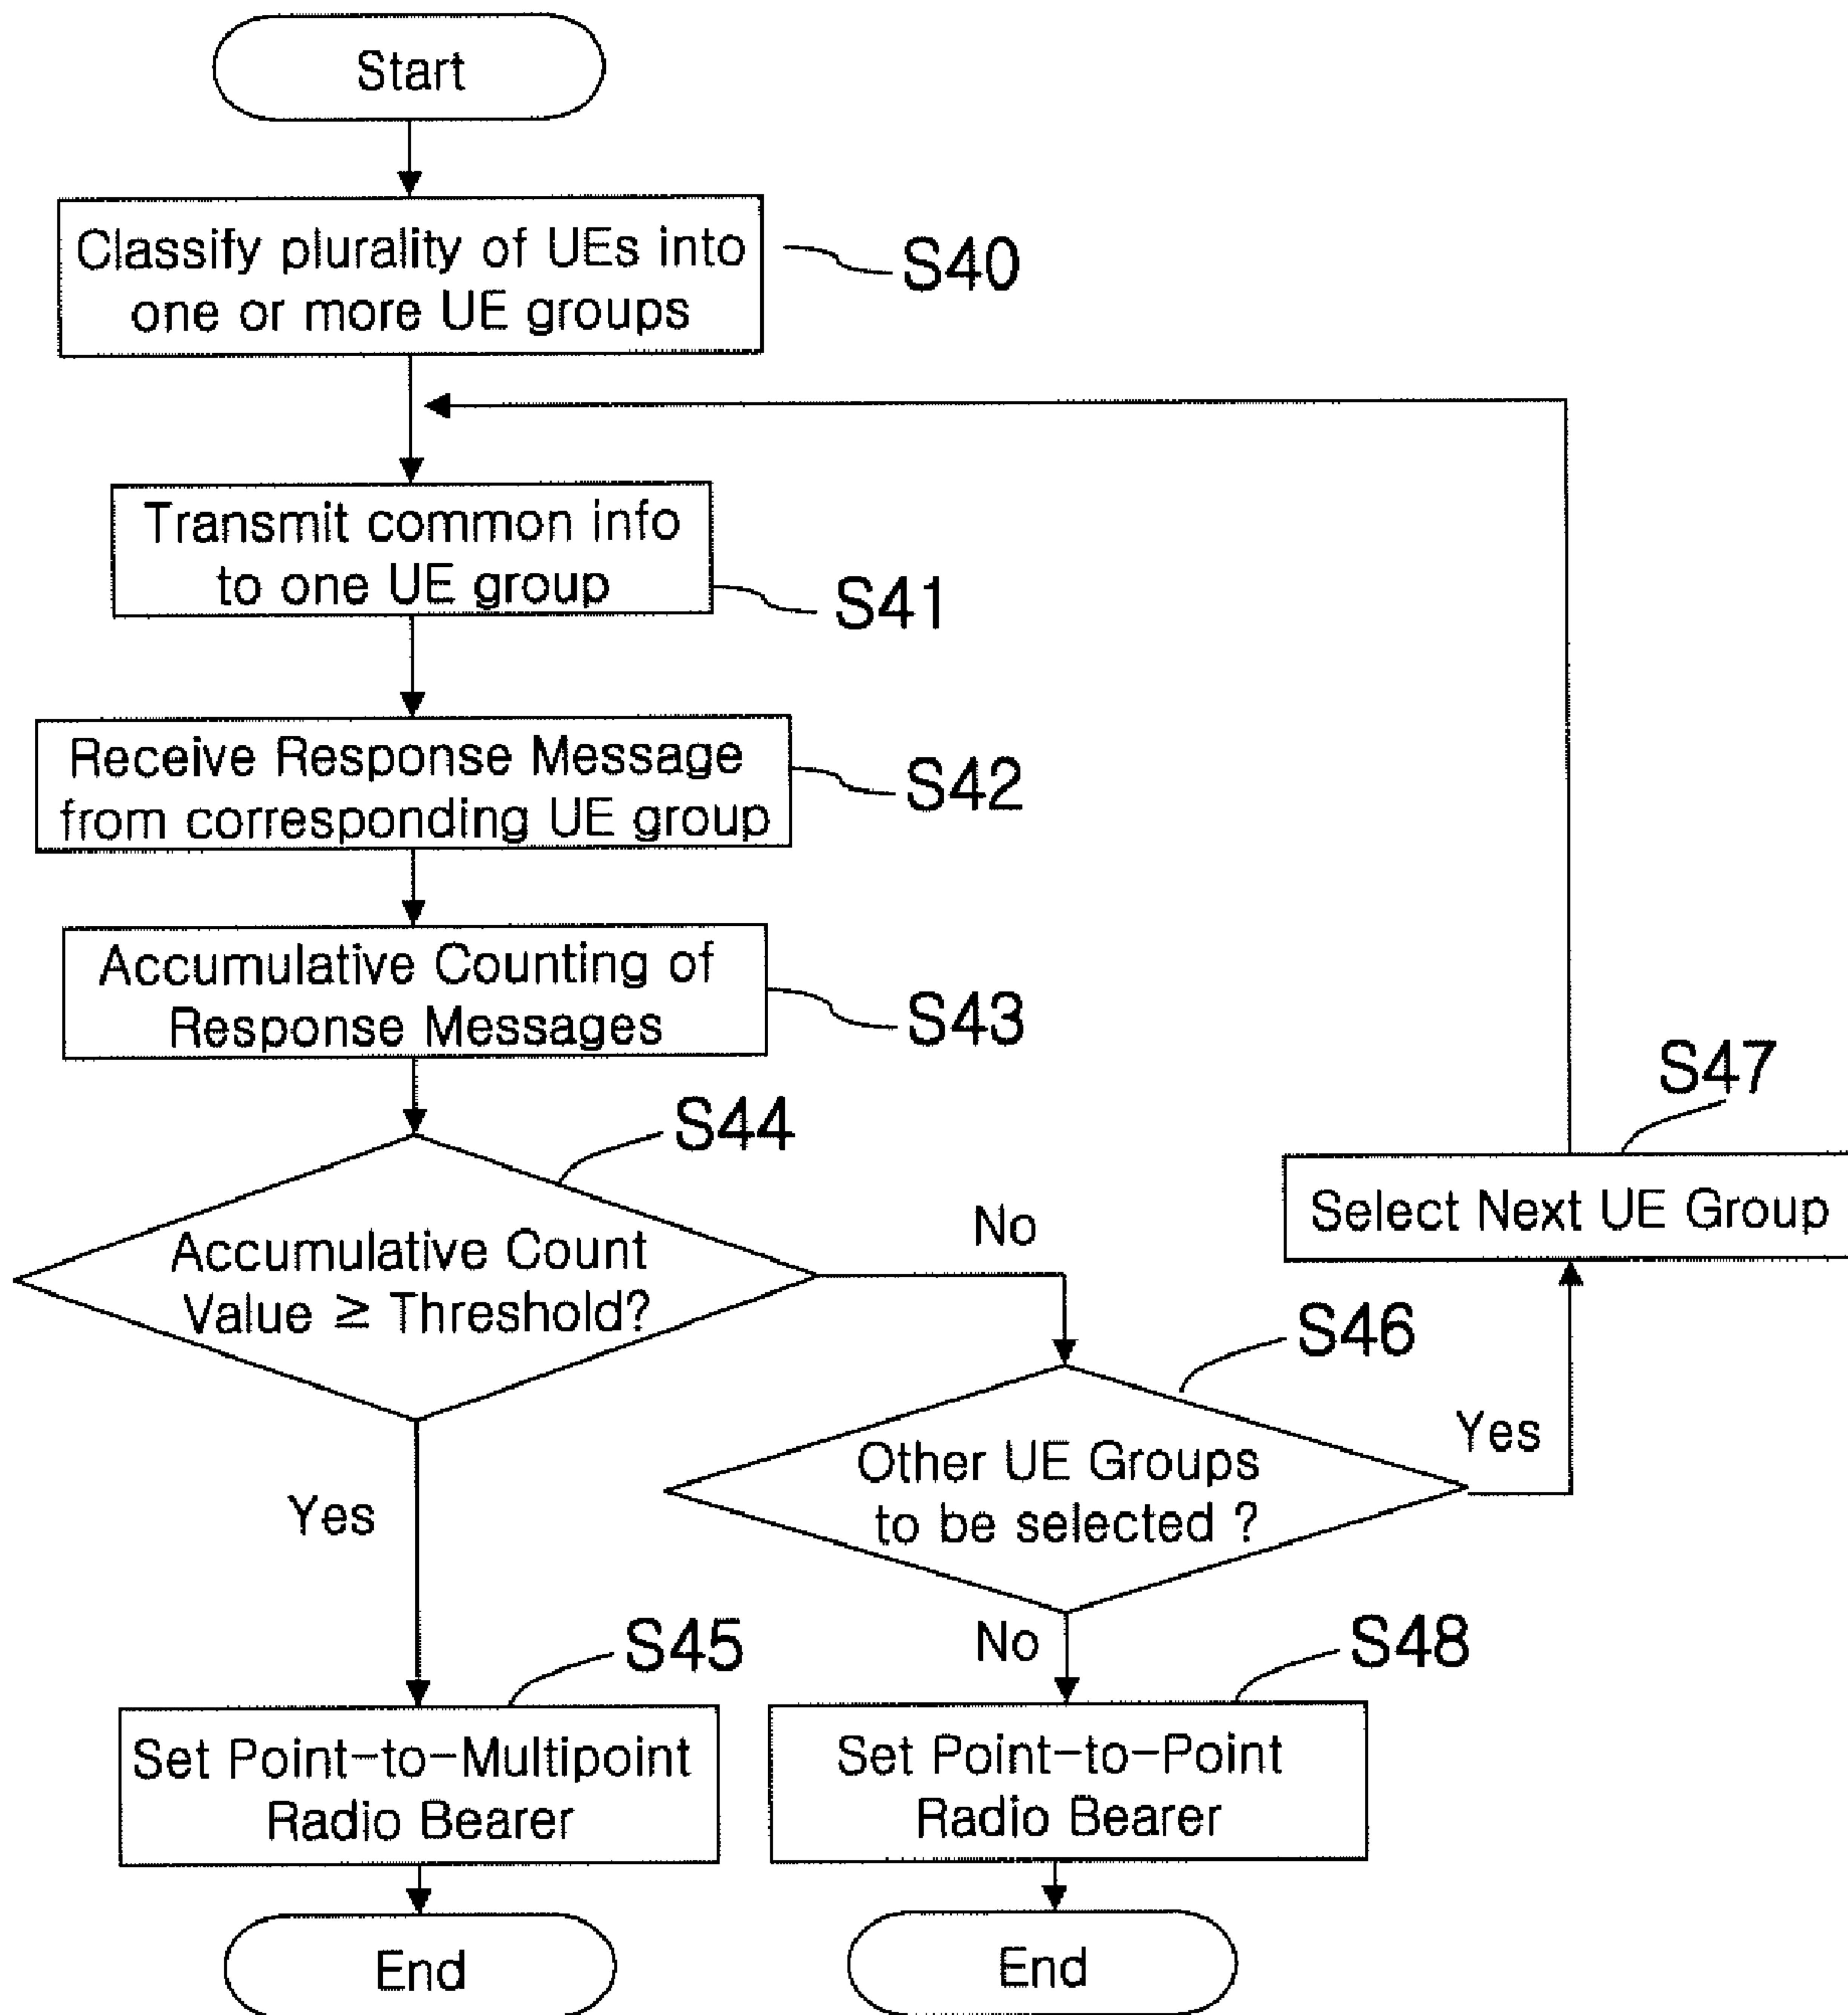 Start
Classify plurality of UEs into
one or more UE groups
S40
Transmit common info
to one UE group
S41
Receive Response Message
from corresponding UE group
S42
Accumulative Counting of
Response Messages
S43
S44
Accumulative Count
Value ≥ Threshold?
No
Yes
S47
Select Next UE Group
S46
Other UE Groups
to be selected ?
Yes
No
S45
Set Point-to-Multipoint
Radio Bearer
S48
Set Point-to-Point
Radio Bearer
End
End